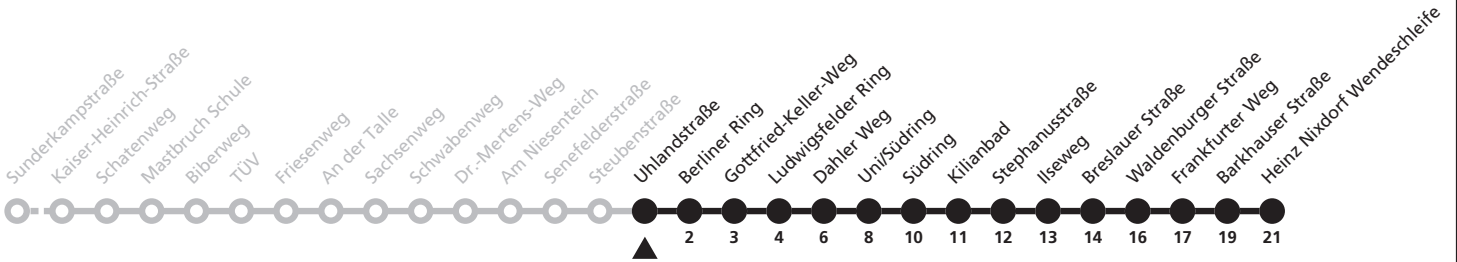 Sunderkampstraße
Kaiser-Heinrich-Straße
Schatenweg
Mastbruch Schule
Biberweg
TÜV
Friesenweg
An der Talle
Sachsenweg
Schwabenweg
Dr.-Mertens-Weg
Am Niesenteich
Senefelderstraße
Steubenstraße
Uhlandstraße
Berliner Ring
Gottfried-Keller-Weg
Ludwigsfelder Ring
Dahler Weg
Uni/Südring
Südring
Kilianbad
Stephanusstraße
Ilseweg
Breslauer Straße
Waldenburger Straße
Frankfurter Weg
Barkhauser Straße
Heinz Nixdorf Wendeschleife
2 3 4 6 8 10 11 12 13 14 16 17 19 21